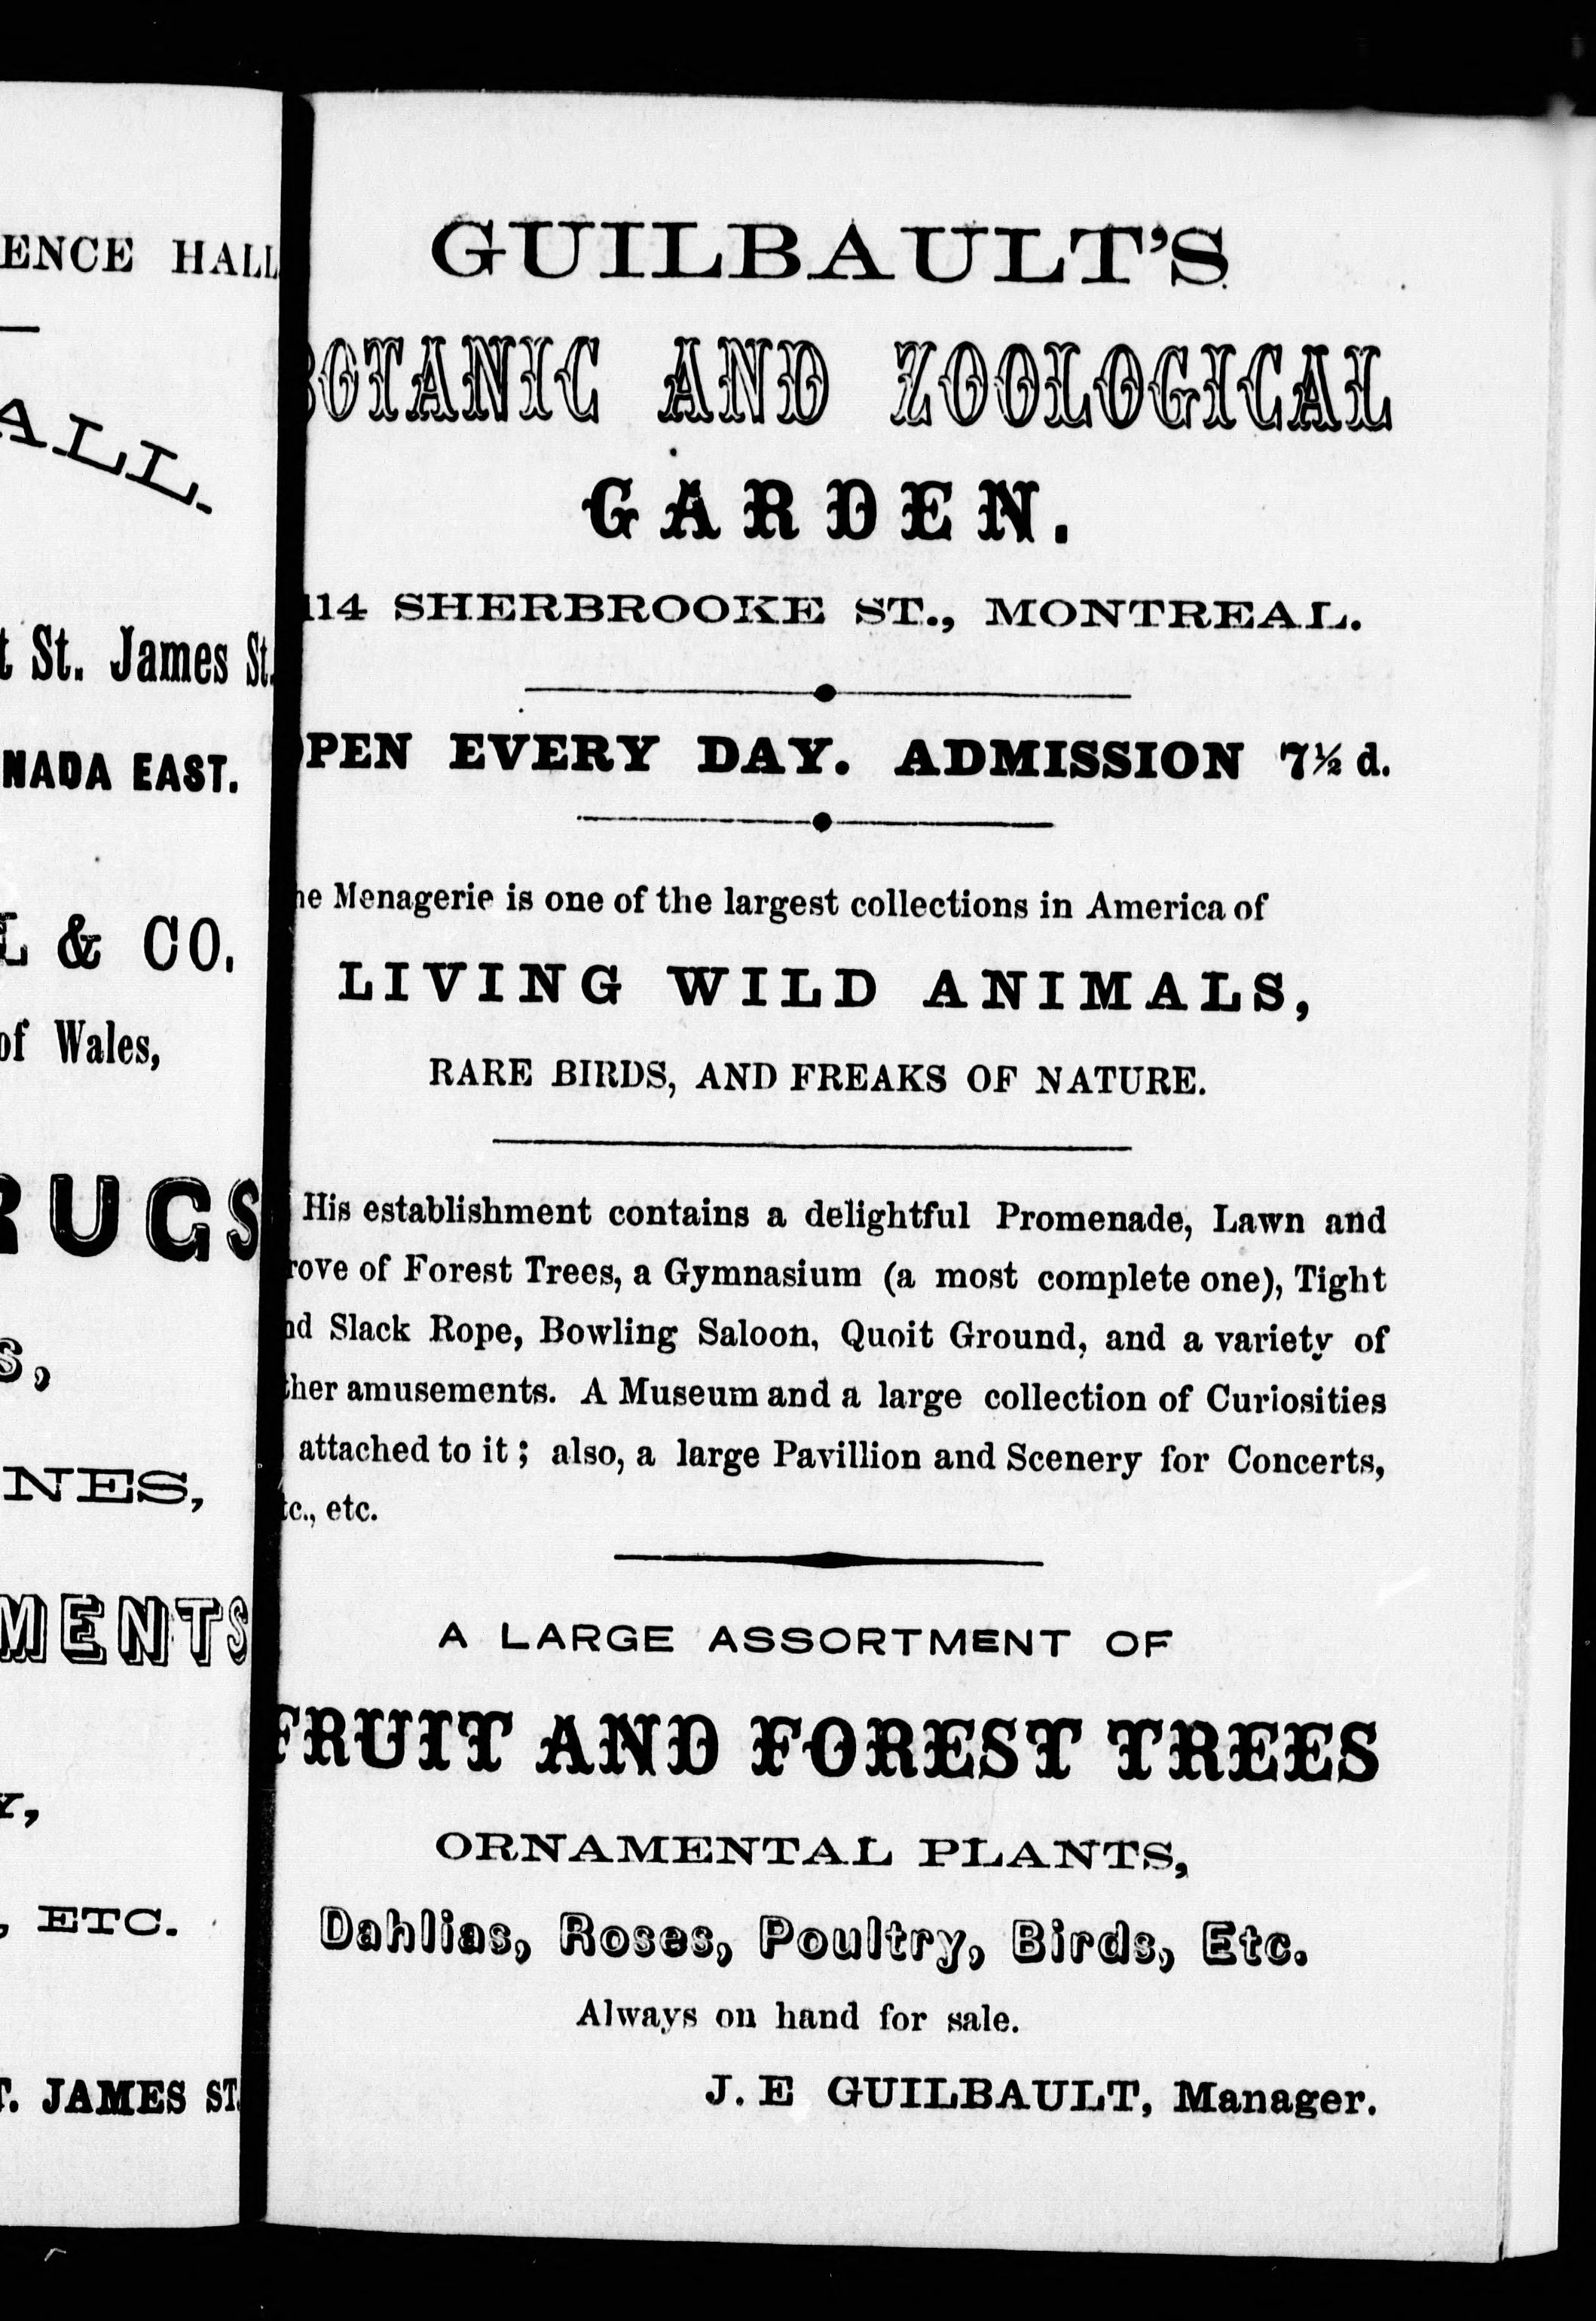 ENCE HALL
ALL.
St. James St.
NADA EAST.
& CO.
of Wales,
RUGS
NES,
MENTS
ETC.
JAMES ST.
GUILBAULT'S
BOTANIC AND ZOOLOGICAL
GARDEN.
114 SHERBROOKE ST., MONTREAL.
OPEN EVERY DAY. ADMISSION 7½ d.
he Menagerie is one of the largest collections in America of
LIVING WILD ANIMALS,
RARE BIRDS, AND FREAKS OF NATURE.
His establishment contains a delightful Promenade, Lawn and
rove of Forest Trees, a Gymnasium (a most complete one), Tight
nd Slack Rope, Bowling Saloon, Quoit Ground, and a variety of
ther amusements. A Museum and a large collection of Curiosities
attached to it; also, a large Pavillion and Scenery for Concerts,
tc., etc.
A LARGE ASSORTMENT OF
FRUIT AND FOREST TREES
ORNAMENTAL PLANTS,
Dahlias, Roses, Poultry, Birds, Etc.
Always on hand for sale.
J. E GUILBAULT, Manager.